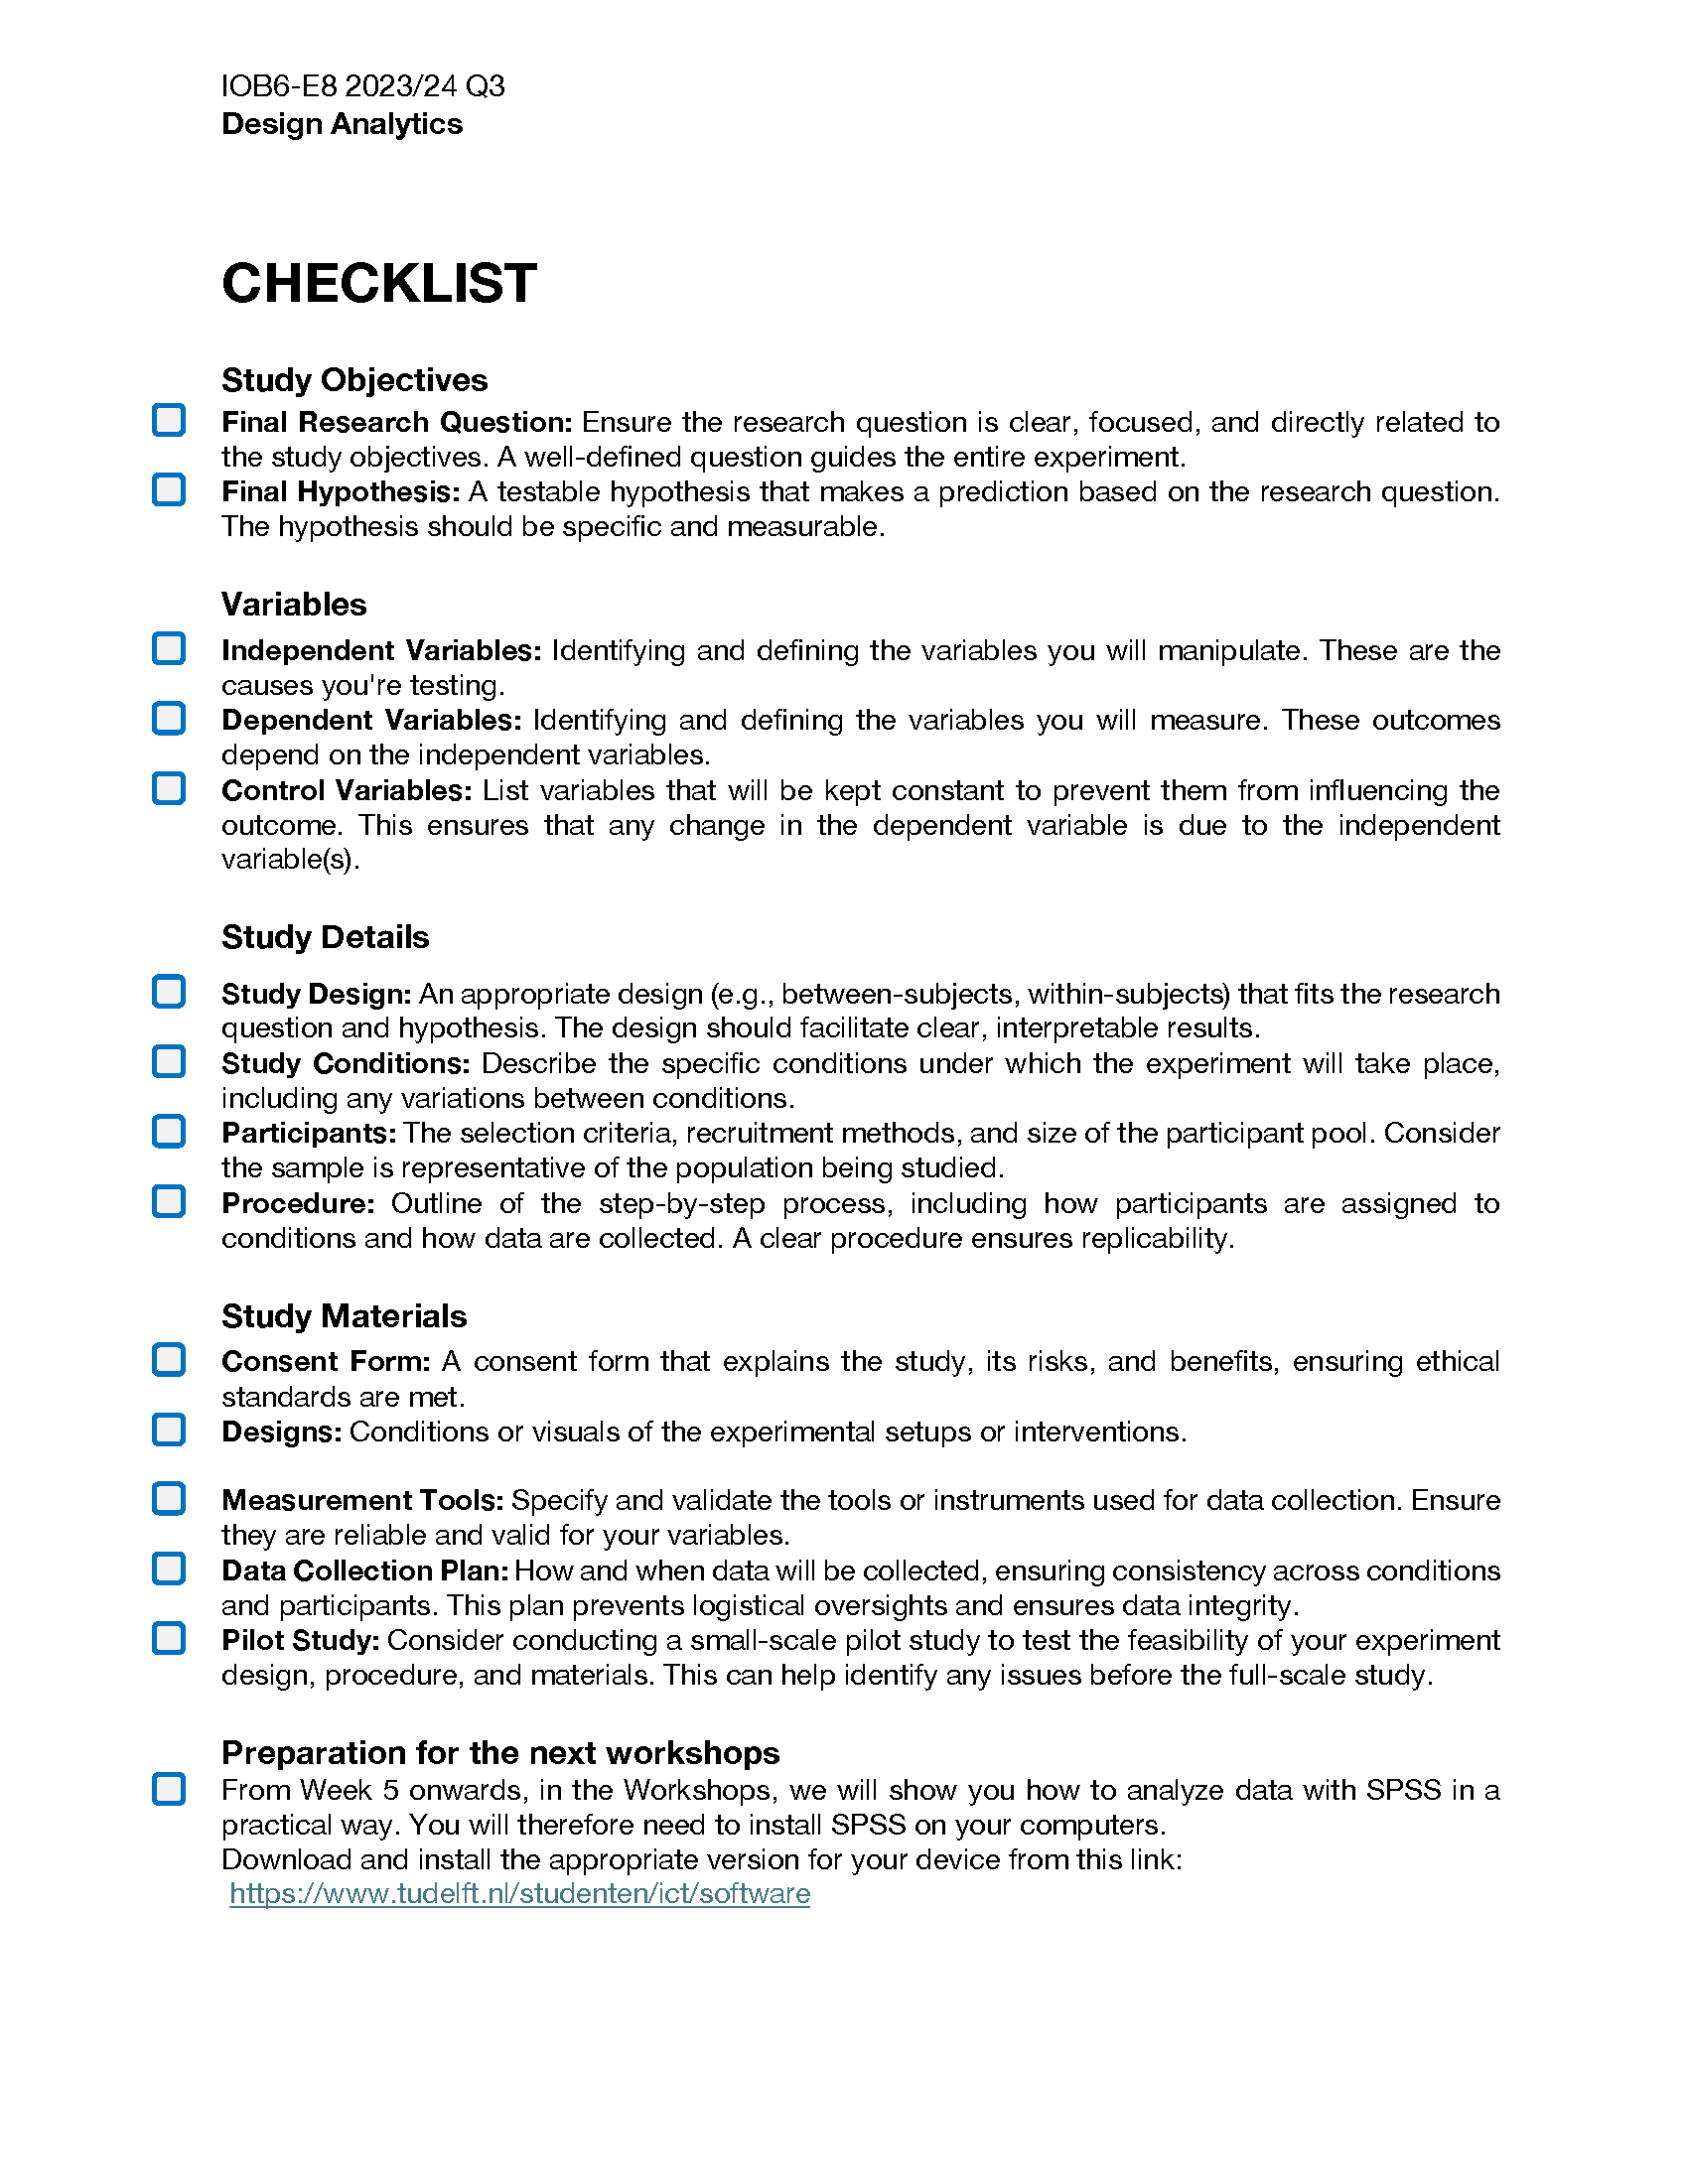 IOB6-E8 2023/24 Q3
Design Analytics
CHECKLIST
Study Objectives
Final Research Question: Ensure the research question is clear, focused, and directly related to
the study objectives. A well-defined question guides the entire experiment.
Final Hypothesis: A testable hypothesis that makes a prediction based on the research question.
The hypothesis should be specific and measurable.
Variables
Independent Variables: Identifying and defining the variables you will manipulate. These are the
causes you're testing.
Dependent Variables: Identifying and defining the variables you will measure. These outcomes
depend on the independent variables.
Control Variables: List variables that will be kept constant to prevent them from influencing the
outcome. This ensures that any change in the dependent variable is due to the independent
variable(s).
Study Details
Study Design: An appropriate design (e.g., between-subjects, within-subjects) that fits the research
question and hypothesis. The design should facilitate clear, interpretable results.
Study Conditions: Describe the specific conditions under which the experiment will take place,
including any variations between conditions.
Participants: The selection criteria, recruitment methods, and size of the participant pool. Consider
the sample is representative of the population being studied.
Procedure: Outline of the step-by-step process, including how participants are assigned to
conditions and how data are collected. A clear procedure ensures replicability.
Study Materials
Consent Form: A consent form that explains the study, its risks, and benefits, ensuring ethical
standards are met.
Designs: Conditions or visuals of the experimental setups or interventions.
Measurement Tools: Specify and validate the tools or instruments used for data collection. Ensure
they are reliable and valid for your variables.
Data Collection Plan: How and when data will be collected, ensuring consistency across conditions
and participants. This plan prevents logistical oversights and ensures data integrity.
Pilot Study: Consider conducting a small-scale pilot study to test the feasibility of your experiment
design, procedure, and materials. This can help identify any issues before the full-scale study.
Preparation for the next workshops
From Week 5 onwards, in the Workshops, we will show you how to analyze data with SPSS in a
practical way. You will therefore need to install SPSS on your computers.
Download and install the appropriate version for your device from this link:
https://www.tudelft.nl/studenten/ict/software